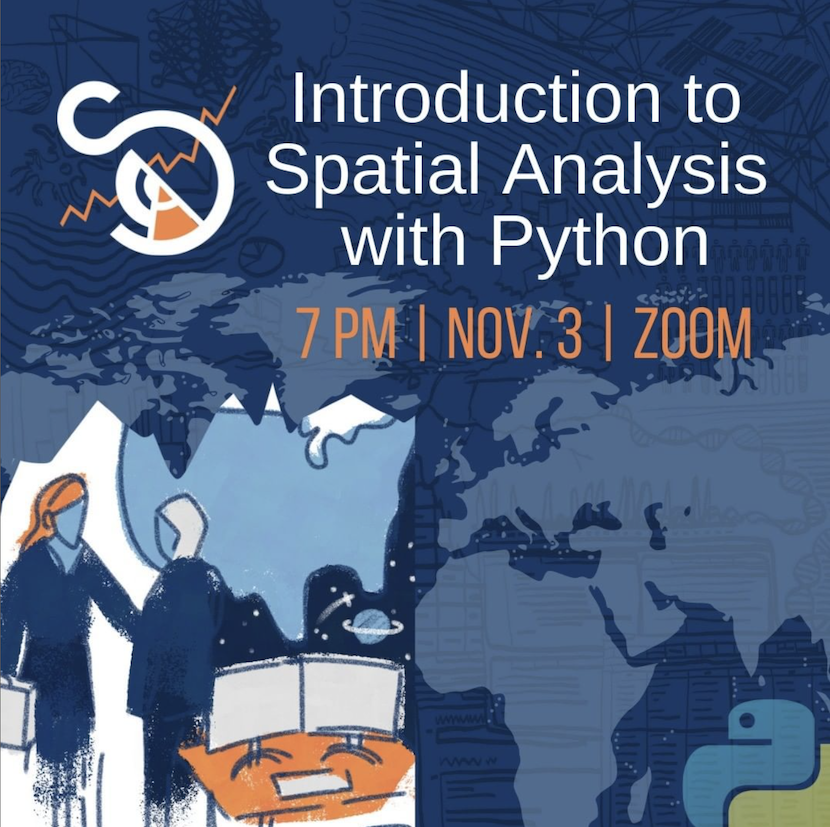 Introduction to
Spatial Analysis
with Python
7 PM | NOV. 3 | ZOOM